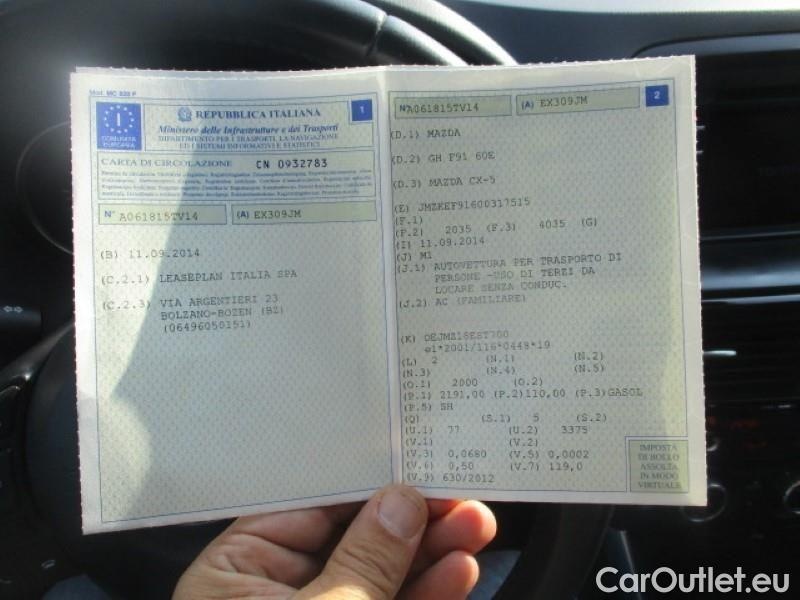 Mod. MC 820 F
REPUBBLICA ITALIANA
1
Ministero delle Infrastrutture e dei Trasporti
DIPARTIMENTO PER I TRASPORTI, LA NAVIGAZIONE
ED I SISTEMI INFORMATIVI E STATISTICI
I
COMUNITÀ
EUROPEA
CARTA DI CIRCOLAZIONE CN 0932783
N° A061815TV14 (A) EX309JM
(B) 11.09.2014
(C.2.1) LEASEPLAN ITALIA SPA
(C.2.3) VIA ARGENTIERI 23
BOLZANO-BOZEN (BZ)
(06496050151)
N°A061815TV14 (A) EX309JM 2
(D.1) MAZDA
(D.2) GH F91 60E
(D.3) MAZDA CX-5
(E) JMZKEF91600317515
(F.1)
(F.2) 2035 (F.3) 4035 (G)
(I) 11.09.2014
(J) M1
(J.1) AUTOVETTURA PER TRASPORTO DI
PERSONE -USO DI TERZI DA
LOCARE SENZA CONDUC.
(J.2) AC (FAMILIARE)
(K) OEJMZ18EST700
e1*2001/116*0448*19
(L) 2 (N.1) (N.2)
(N.3) (N.4) (N.5)
(O.1) 2000 (O.2)
(P.1) 2191,00 (P.2)110,00 (P.3)GASOL
(P.5) SH
(Q) (S.1) 5 (S.2)
(U.1) 77 (U.2) 3375
(V.1) (V.2)
(V.3) 0,0680 (V.5) 0,0002
(V.6) 0,50 (V.7) 119,0
(V.9) 630/2012
IMPOSTA
DI BOLLO
ASSOLTA
IN MODO
VIRTUALE
CarOutlet.eu